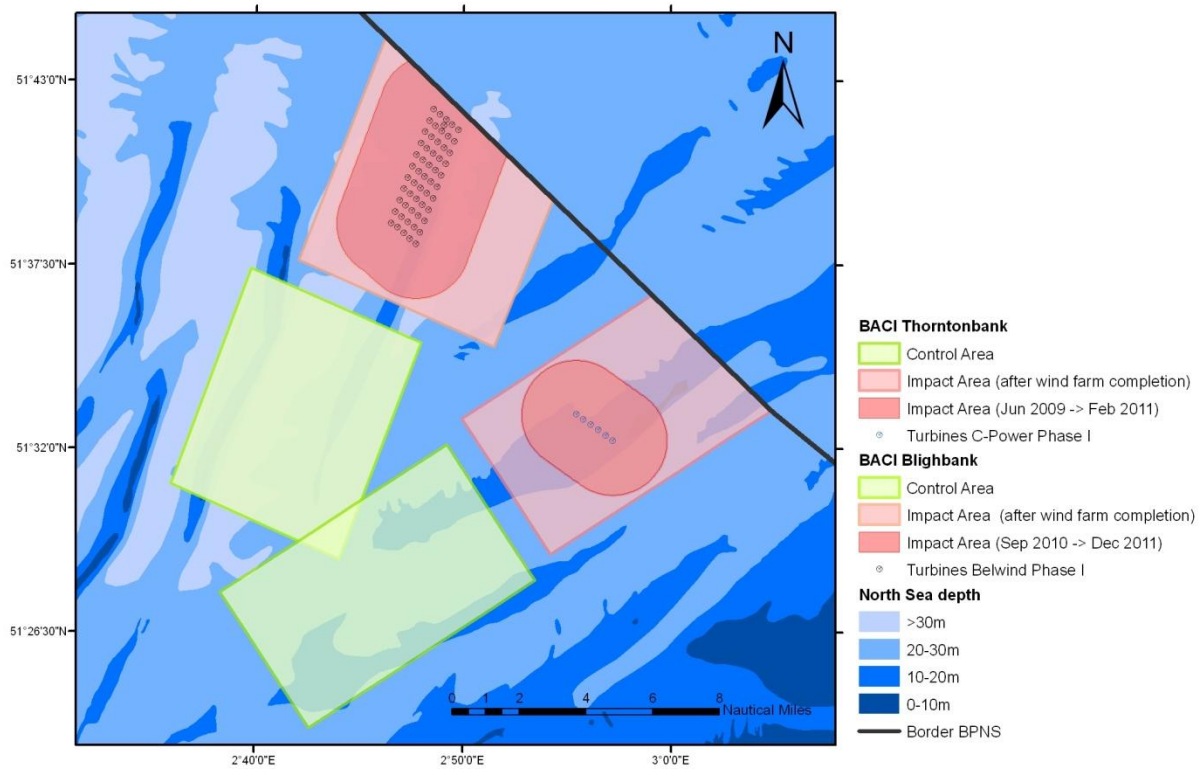 N
51°43'0"N
51°37'30"N
51°32'0"N
51°26'30"N
0 1 2 4 6 8
Nautical Miles
2°40'0"E
2°50'0"E
3°0'0"E
BACI Thorntonbank
Control Area
Impact Area (after wind farm completion)
Impact Area (Jun 2009 -> Feb 2011)
Turbines C-Power Phase I
BACI Blighbank
Control Area
Impact Area (after wind farm completion)
Impact Area (Sep 2010 -> Dec 2011)
Turbines Belwind Phase I
North Sea depth
>30m
20-30m
10-20m
0-10m
Border BPNS